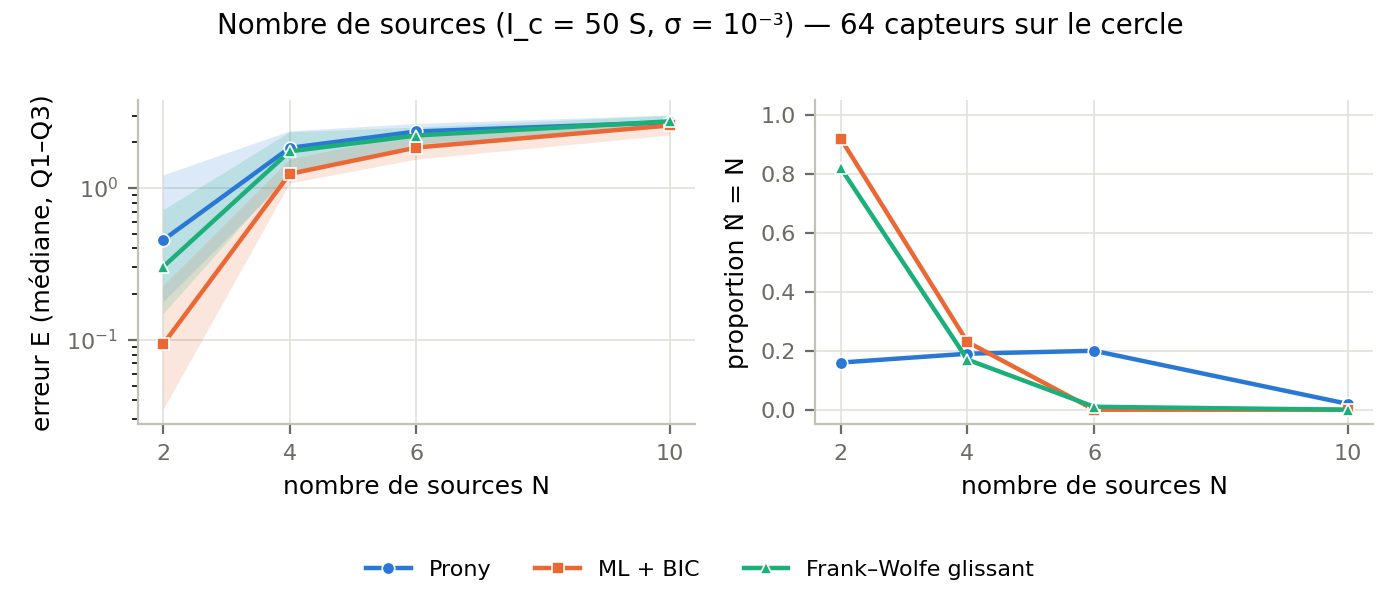 Nombre de sources (I_c = 50 S, σ = 10⁻³) — 64 capteurs sur le cercle
erreur E (médiane, Q1–Q3)
10⁰
10⁻¹
2 4 6 10
nombre de sources N
proportion N̂ = N
1.0
0.8
0.6
0.4
0.2
0.0
2 4 6 10
nombre de sources N
Prony ML + BIC Frank–Wolfe glissant